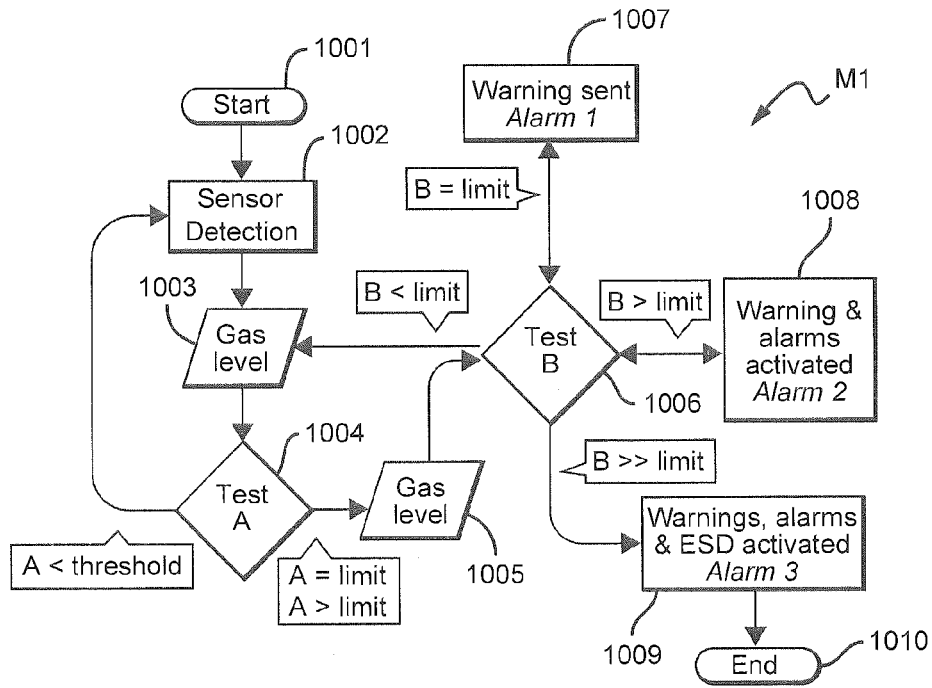 1001
Start
1002
Sensor
Detection
1003
Gas
level
1004
Test
A
A < threshold
A = limit
A > limit
Gas
level
1005
B < limit
Test
B
1006
B = limit
1007
Warning sent
Alarm 1
M1
B > limit
1008
Warning &
alarms
activated
Alarm 2
B >> limit
Warnings, alarms
& ESD activated
Alarm 3
1009
End
1010